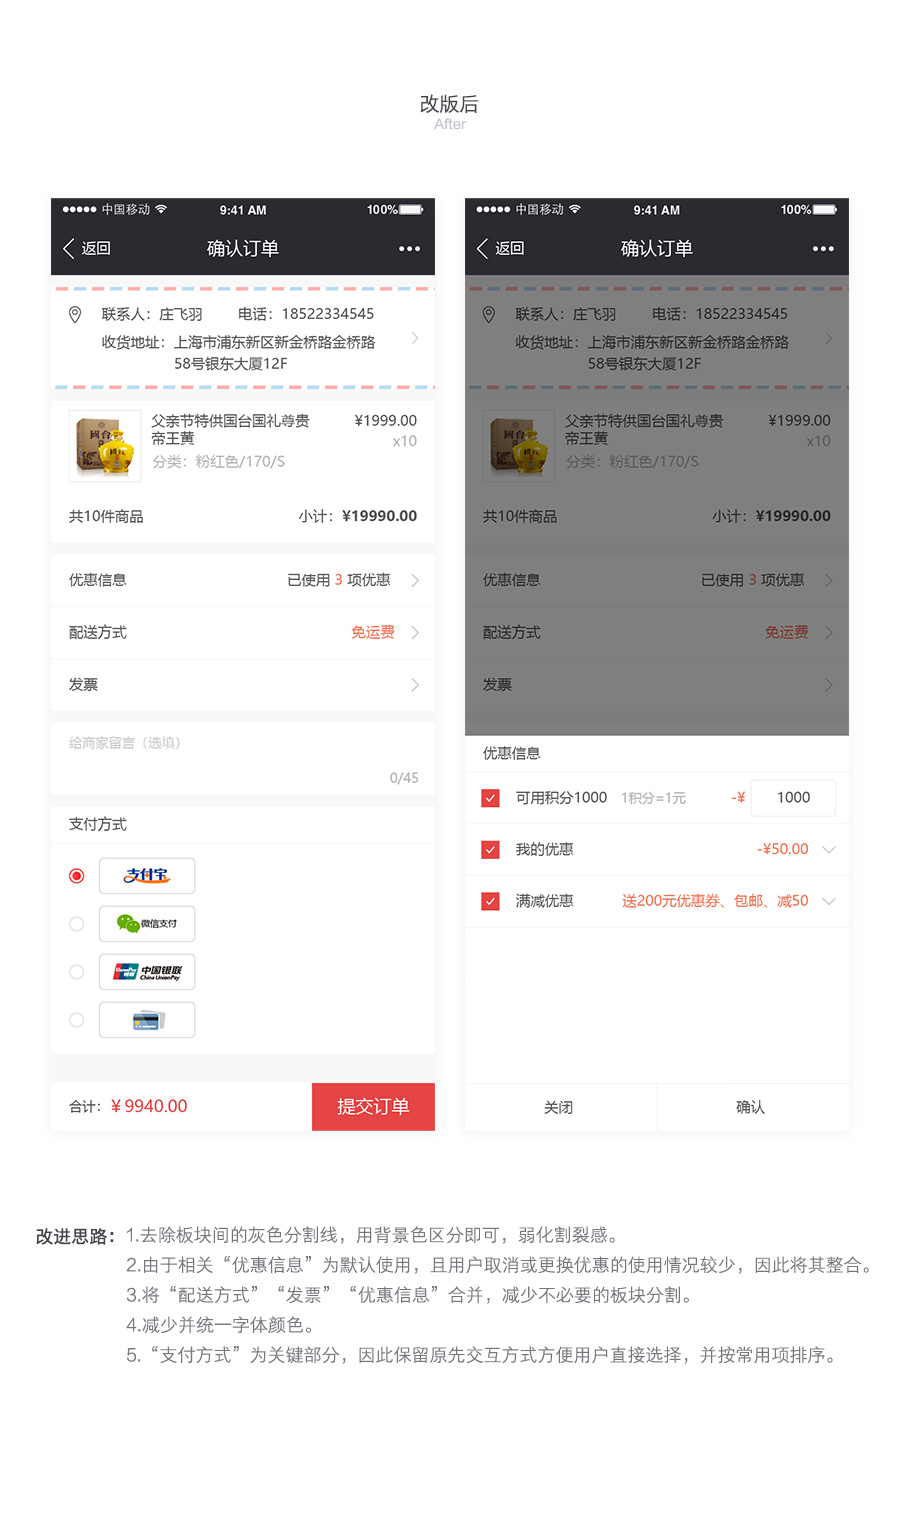 改版后
After
中国移动 9:41 AM 100%
返回 确认订单
联系人：庄飞羽 电话：18522334545
收货地址：上海市浦东新区新金桥路金桥路
58号银东大厦12F
父亲节特供国台国礼尊贵 ¥1999.00
帝王黄 x10
分类：粉红色/170/S
共10件商品 小计：¥19990.00
优惠信息 已使用 3 项优惠
配送方式 免运费
发票
给商家留言（选填）
0/45
支付方式
支付宝
微信支付
UnionPay 银联 中国银联
China UnionPay
合计：¥ 9940.00 提交订单
中国移动 9:41 AM 100%
返回 确认订单
联系人：庄飞羽 电话：18522334545
收货地址：上海市浦东新区新金桥路金桥路
58号银东大厦12F
父亲节特供国台国礼尊贵 ¥1999.00
帝王黄 x10
分类：粉红色/170/S
共10件商品 小计：¥19990.00
优惠信息 已使用 3 项优惠
配送方式 免运费
发票
优惠信息
可用积分1000 1积分=1元 -¥ 1000
我的优惠 -¥50.00
满减优惠 送200元优惠券、包邮、减50
关闭 确认
改进思路：1.去除板块间的灰色分割线，用背景色区分即可，弱化割裂感。
2.由于相关“优惠信息”为默认使用，且用户取消或更换优惠的使用情况较少，因此将其整合。
3.将“配送方式”“发票”“优惠信息”合并，减少不必要的板块分割。
4.减少并统一字体颜色。
5.“支付方式”为关键部分，因此保留原先交互方式方便用户直接选择，并按常用项排序。